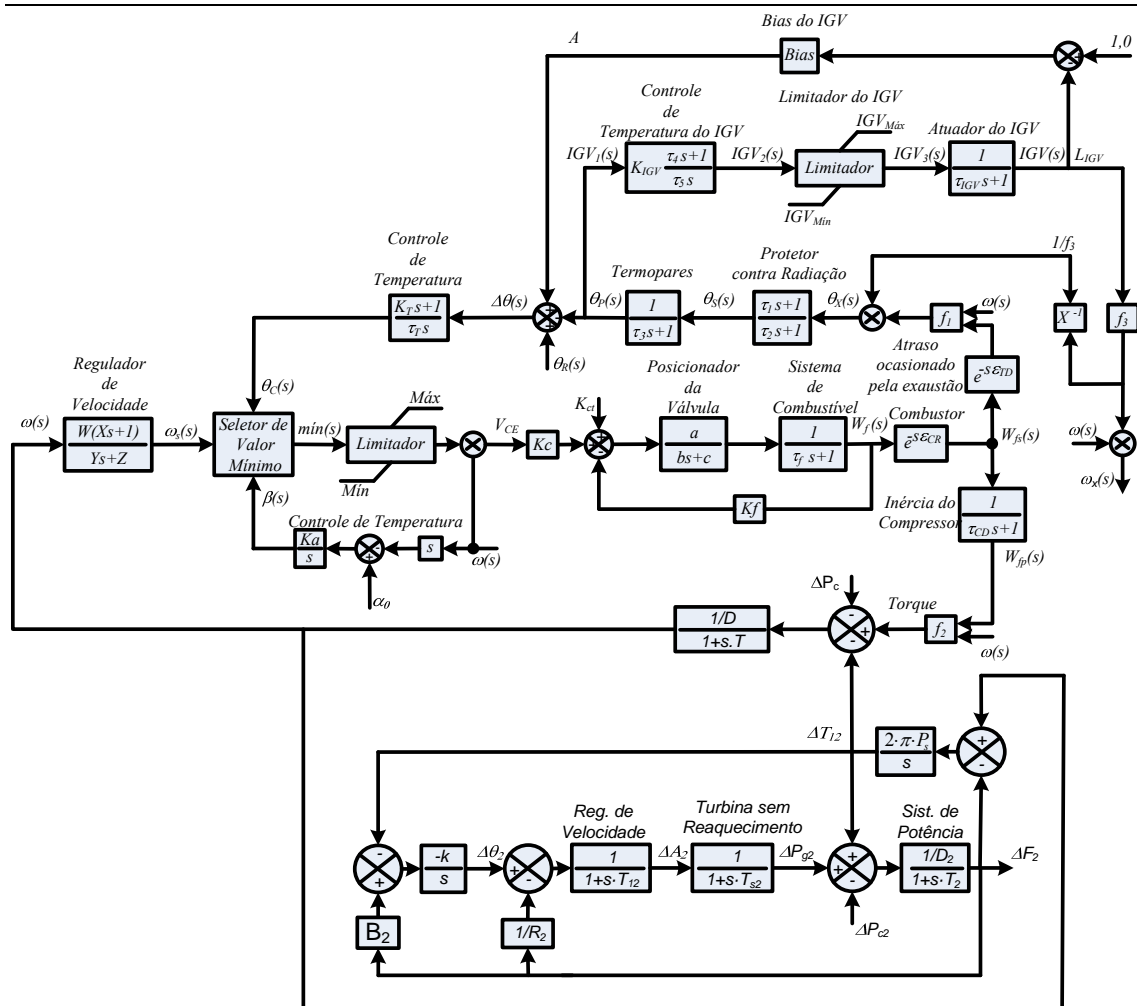 Bias do IGV
A
1,0
Bias
Controle
de
Temperatura do IGV
Limitador do IGV
IGV_Máx
Atuador do IGV
IGV_1(s)
K_IGV (τ_4 s+1)/(τ_5 s)
IGV_2(s)
Limitador
IGV_3(s)
1/(τ_IGV s+1)
IGV(s)
L_IGV
IGV_Min
1/f_3
Controle
de
Temperatura
Termopares
Protetor
contra Radiação
(K_T s+1)/(τ_T s)
Δθ(s)
θ_P(s)
1/(τ_3 s+1)
θ_S(s)
(τ_1 s+1)/(τ_2 s+1)
θ_X(s)
f_1
ω(s)
X^-1
f_3
θ_R(s)
Atraso
ocasionado
pela exaustão
e^-sε_TD
Regulador
de
Velocidade
θ_C(s)
Posicionador
da
Válvula
Sistema
de
Combustível
ω(s)
W(Xs+1)/(Ys+Z)
ω_s(s)
Seletor de
Valor
Mínimo
mín(s)
Máx
Limitador
Mín
V_CE
Kc
K_ct
a/(bs+c)
1/(τ_f s+1)
W_f(s)
Combustor
e^-sε_CR
W_fs(s)
ω(s)
ω_x(s)
β(s)
Controle de Temperatura
Kf
Inércia do
Compressor
1/(τ_CD s+1)
Ka/s
s
ω(s)
α_0
W_fp(s)
ΔP_c
Torque
(1/D)/(1+s.T)
f_2
ω(s)
ΔT_12
(2·π·P_s)/s
Reg. de
Velocidade
Turbina sem
Reaquecimento
Sist. de
Potência
-k/s
Δθ_2
1/(1+s·T_12)
ΔA_2
1/(1+s·T_s2)
ΔP_g2
(1/D_2)/(1+s·T_2)
ΔF_2
B_2
1/R_2
ΔP_c2